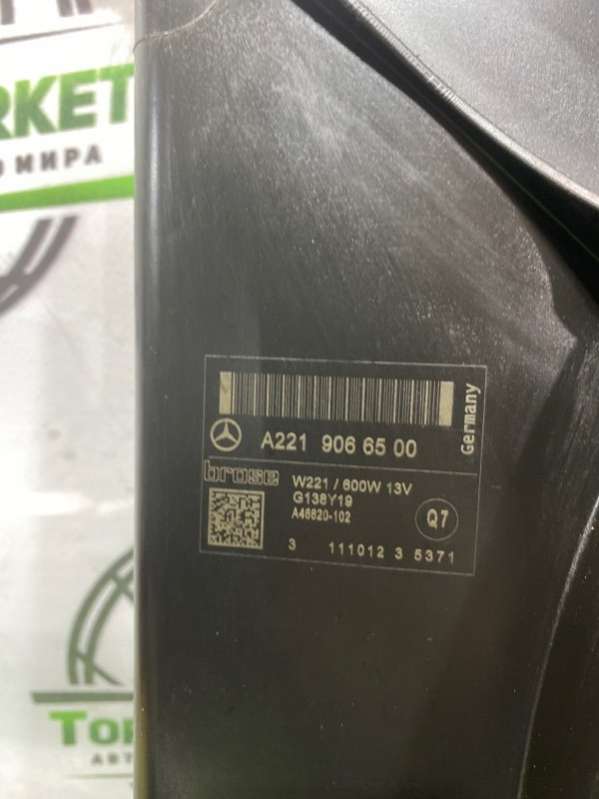 RKET
О МИРА
A221 906 65 00
Germany
brose
W221 / 600W 13V
G138Y19
A46820-102
Q7
3 111012 3 5371
Топ
АВТ